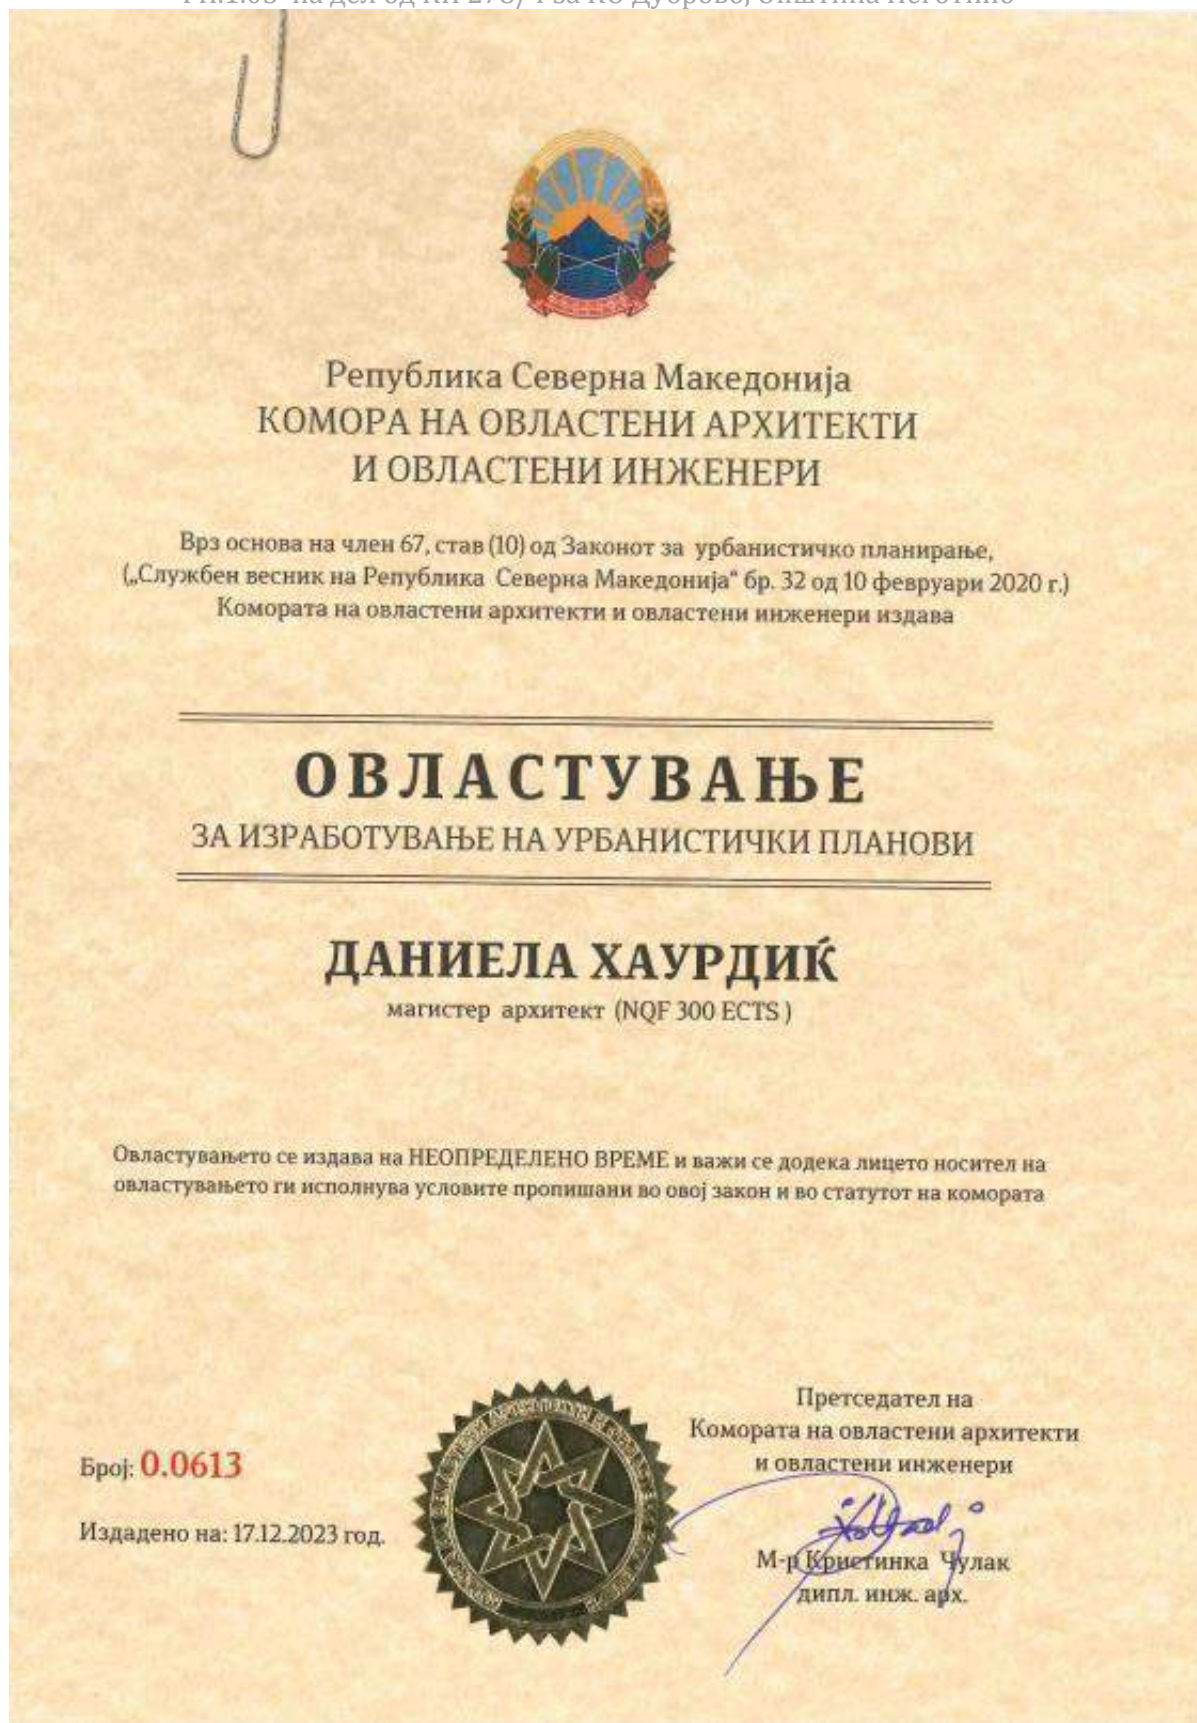 Република Северна Македонија
КОМОРА НА ОВЛАСТЕНИ АРХИТЕКТИ
И ОВЛАСТЕНИ ИНЖЕНЕРИ
Врз основа на член 67, став (10) од Законот за урбанистичко планирање,
(„Службен весник на Република Северна Македонија“ бр. 32 од 10 февруари 2020 г.)
Комората на овластени архитекти и овластени инженери издава
ОВЛАСТУВАЊЕ
ЗА ИЗРАБОТУВАЊЕ НА УРБАНИСТИЧКИ ПЛАНОВИ
ДАНИЕЛА ХАУРДИЌ
магистер архитект (NQF 300 ECTS )
Овластувањето се издава на НЕОПРЕДЕЛЕНО ВРЕМЕ и важи се додека лицето носител на
овластувањето ги исполнува условите пропишани во овој закон и во статутот на комората
Број: 0.0613
Издадено на: 17.12.2023 год.
Претседател на
Комората на овластени архитекти
и овластени инженери
М-р Кристинка Чулак
дипл. инж. арх.